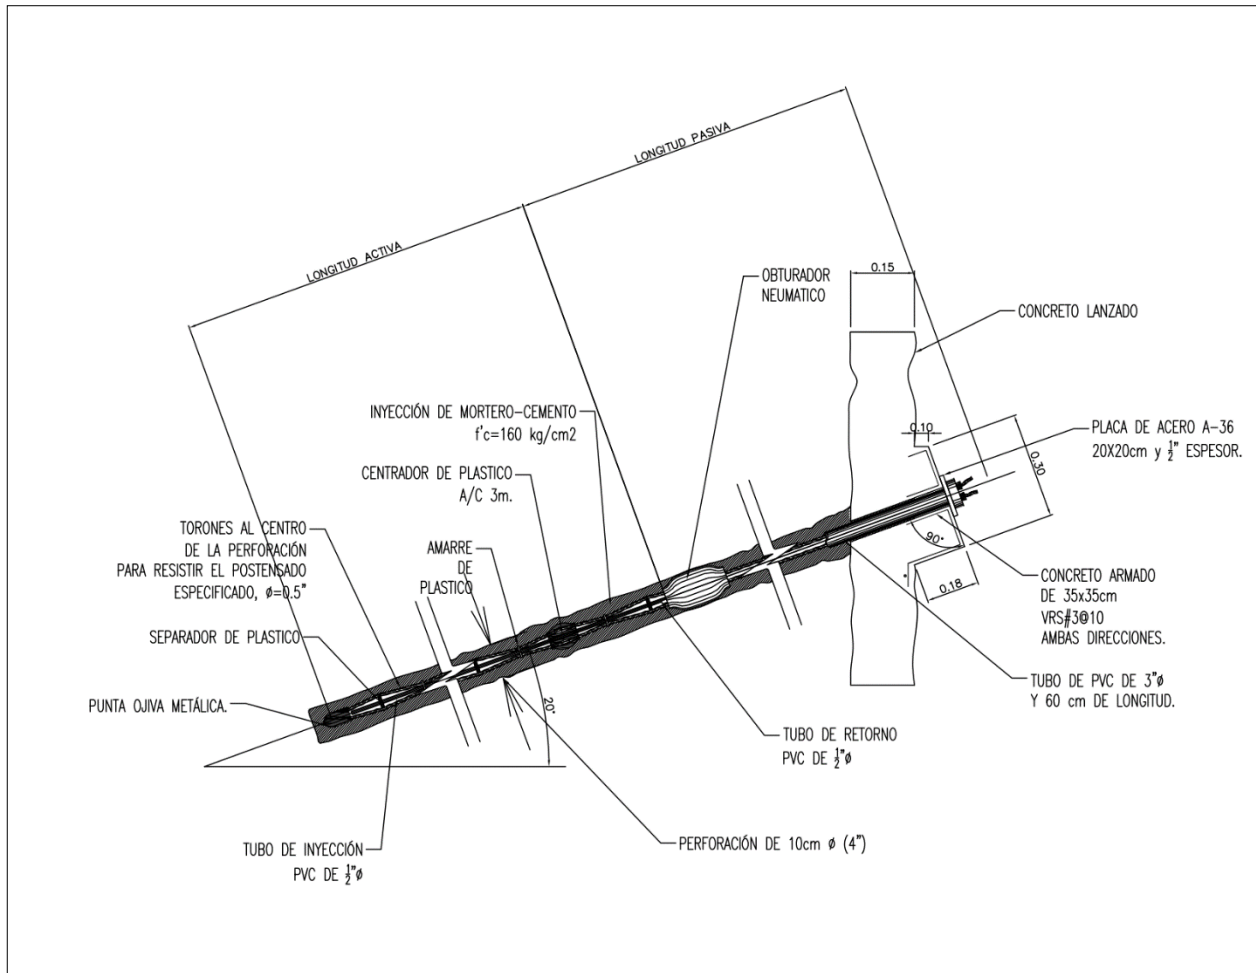 LONGITUD PASIVA
LONGITUD ACTIVA
OBTURADOR
NEUMATICO
0.15
CONCRETO LANZADO
INYECCIÓN DE MORTERO-CEMENTO
f'c=160 kg/cm2
0.10
PLACA DE ACERO A-36
20X20cm y ½" ESPESOR.
0.30
CENTRADOR DE PLASTICO
A/C 3m.
TORONES AL CENTRO
DE LA PERFORACIÓN
PARA RESISTIR EL POSTENSADO
ESPECIFICADO, ø=0.5"
AMARRE
DE
PLASTICO
90°
CONCRETO ARMADO
DE 35x35cm
VRS#3@10
AMBAS DIRECCIONES.
0.18
SEPARADOR DE PLASTICO
TUBO DE PVC DE 3"ø
Y 60 cm DE LONGITUD.
PUNTA OJIVA METÁLICA.
20°
TUBO DE RETORNO
PVC DE ½"ø
PERFORACIÓN DE 10cm ø (4")
TUBO DE INYECCIÓN
PVC DE ½"ø